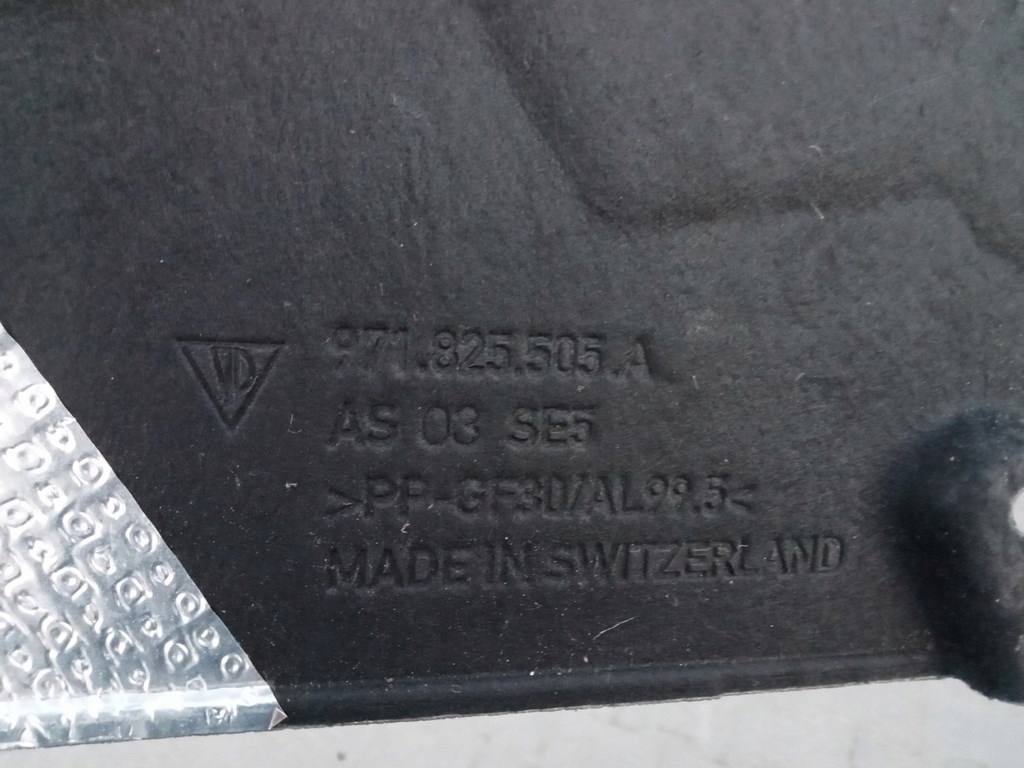 971.825.505.A
AS 03 SE5
>PP-GF30/AL99.5<
MADE IN SWITZERLAND